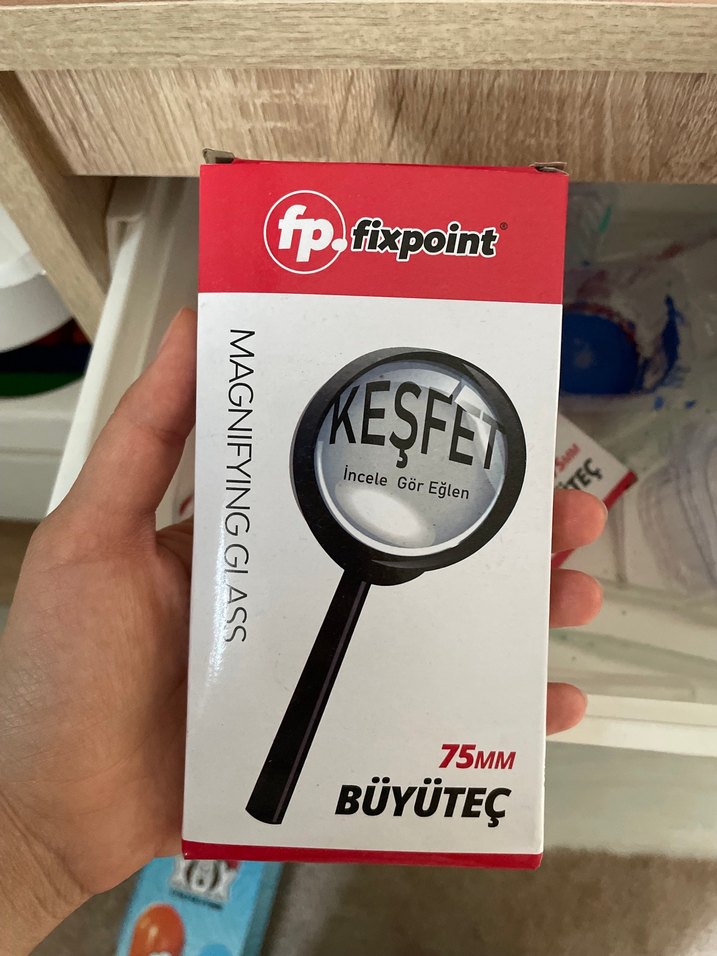 fp. fixpoint®
MAGNIFYING GLASS
KEŞFET
İncele Gör Eğlen
75MM
BÜYÜTEÇ